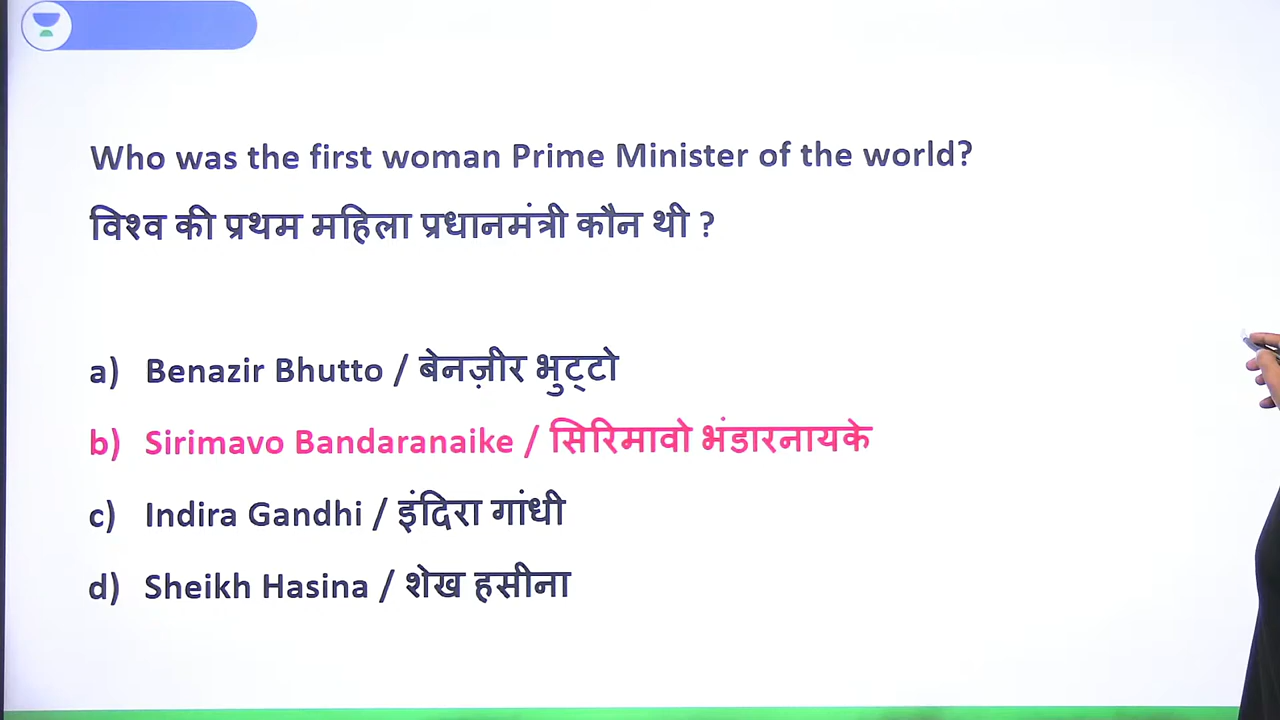 Who was the first woman Prime Minister of the world?
विश्व की प्रथम महिला प्रधानमंत्री कौन थी ?
a) Benazir Bhutto / बेनज़ीर भुट्टो
b) Sirimavo Bandaranaike / सिरिमावो भंडारनायके
c) Indira Gandhi / इंदिरा गांधी
d) Sheikh Hasina / शेख हसीना